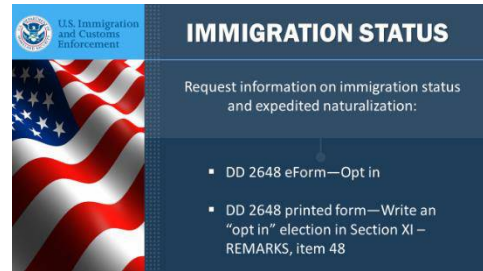 U.S. Immigration
and Customs
Enforcement
IMMIGRATION STATUS
Request information on immigration status
and expedited naturalization:
▪ DD 2648 eForm—Opt in
▪ DD 2648 printed form—Write an
“opt in” election in Section XI –
REMARKS, item 48